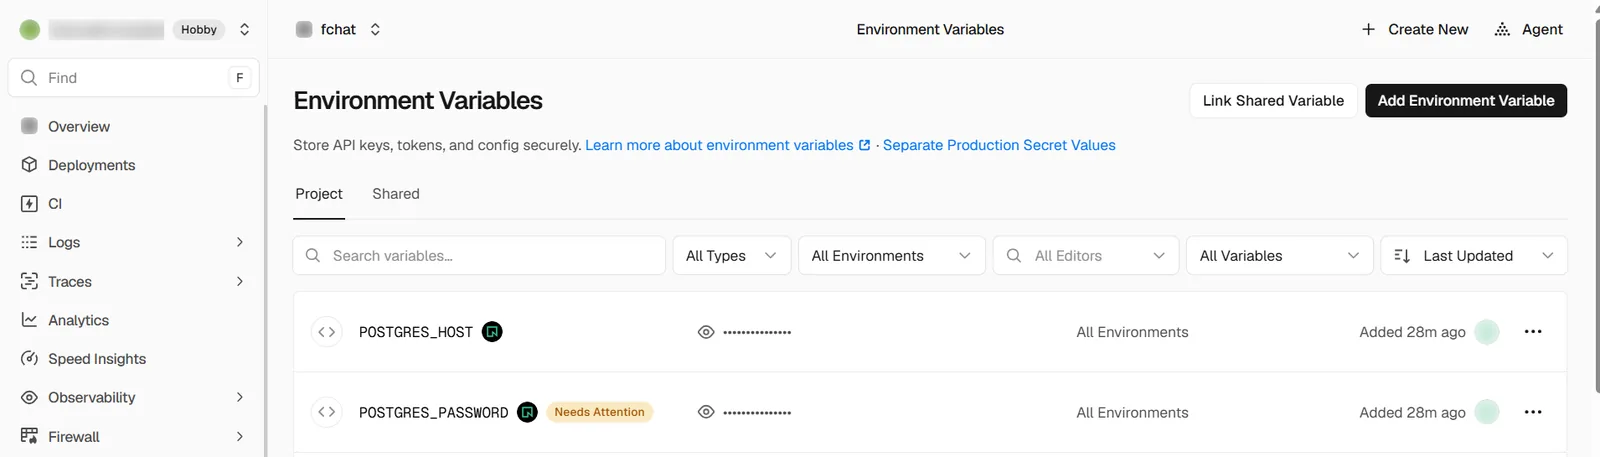 Hobby
fchat
Environment Variables
Create New
Agent
Find
F
Overview
Deployments
CI
Logs
Traces
Analytics
Speed Insights
Observability
Firewall
Environment Variables
Link Shared Variable
Add Environment Variable
Store API keys, tokens, and config securely. Learn more about environment variables · Separate Production Secret Values
Project
Shared
Search variables...
All Types
All Environments
All Editors
All Variables
Last Updated
POSTGRES_HOST
••••••••••••••
All Environments
Added 28m ago
POSTGRES_PASSWORD
Needs Attention
••••••••••••••
All Environments
Added 28m ago